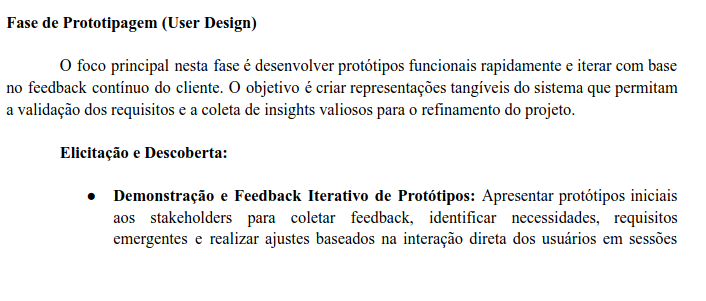 Fase de Prototipagem (User Design)
O foco principal nesta fase é desenvolver protótipos funcionais rapidamente e iterar com base
no feedback contínuo do cliente. O objetivo é criar representações tangíveis do sistema que permitam
a validação dos requisitos e a coleta de insights valiosos para o refinamento do projeto.
Elicitação e Descoberta:
● Demonstração e Feedback Iterativo de Protótipos: Apresentar protótipos iniciais
aos stakeholders para coletar feedback, identificar necessidades, requisitos
emergentes e realizar ajustes baseados na interação direta dos usuários em sessões